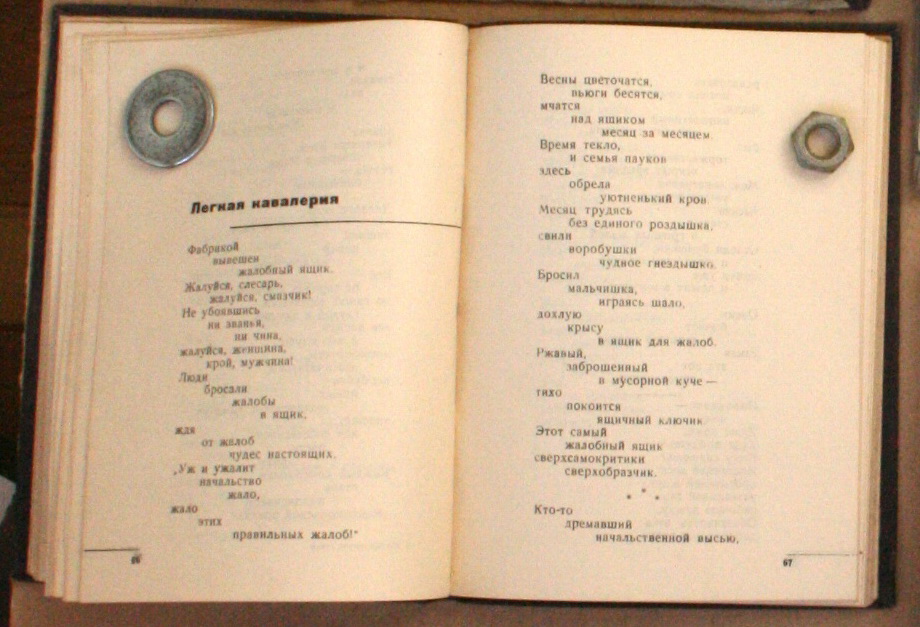 Легкая кавалерия
Фабрикой
вывешен
жалобный ящик.
Жалуйся, слесарь,
жалуйся, смазчик!
Не убоявшись
ни званья,
ни чина,
жалуйся, женщина,
крой, мужчина!
Люди
бросали
жалобы
в ящик,
ждя
от жалоб
чудес настоящих.
„Уж и ужалит
начальство
жало,
жало
этих
правильных жалоб!“
66
Весны цветочатся,
вьюги бесятся,
мчатся
над ящиком
месяц за месяцем.
Время текло,
и семья пауков
здесь
обрела
уютненький кров.
Месяц трудясь
без единого роздышка,
свили
воробушки
чудное гнездышко.
Бросил
мальчишка,
играясь шало,
дохлую
крысу
в ящик для жалоб.
Ржавый,
заброшенный
в мусорной куче —
тихо
покоится
ящичный ключик.
Этот самый
жалобный ящик
сверхсамокритики
сверхобразчик.
* * *
Кто-то
дремавший
начальственной высью,
67